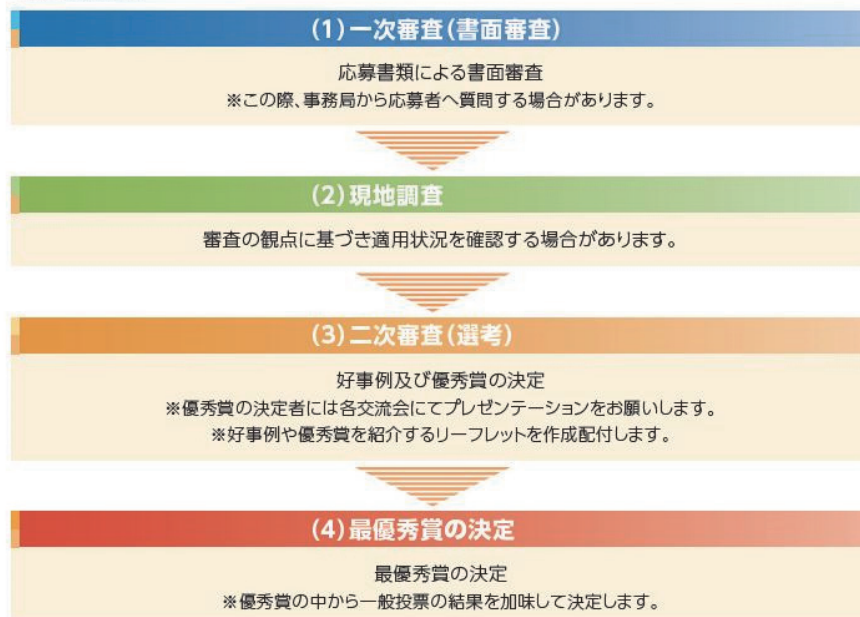 (1)一次審査(書面審査)
応募書類による書面審査
※この際、事務局から応募者へ質問する場合があります。
(2)現地調査
審査の観点に基づき適用状況を確認する場合があります。
(3)二次審査(選考)
好事例及び優秀賞の決定
※優秀賞の決定者には各交流会にてプレゼンテーションをお願いします。
※好事例や優秀賞を紹介するリーフレットを作成配付します。
(4)最優秀賞の決定
最優秀賞の決定
※優秀賞の中から一般投票の結果を加味して決定します。